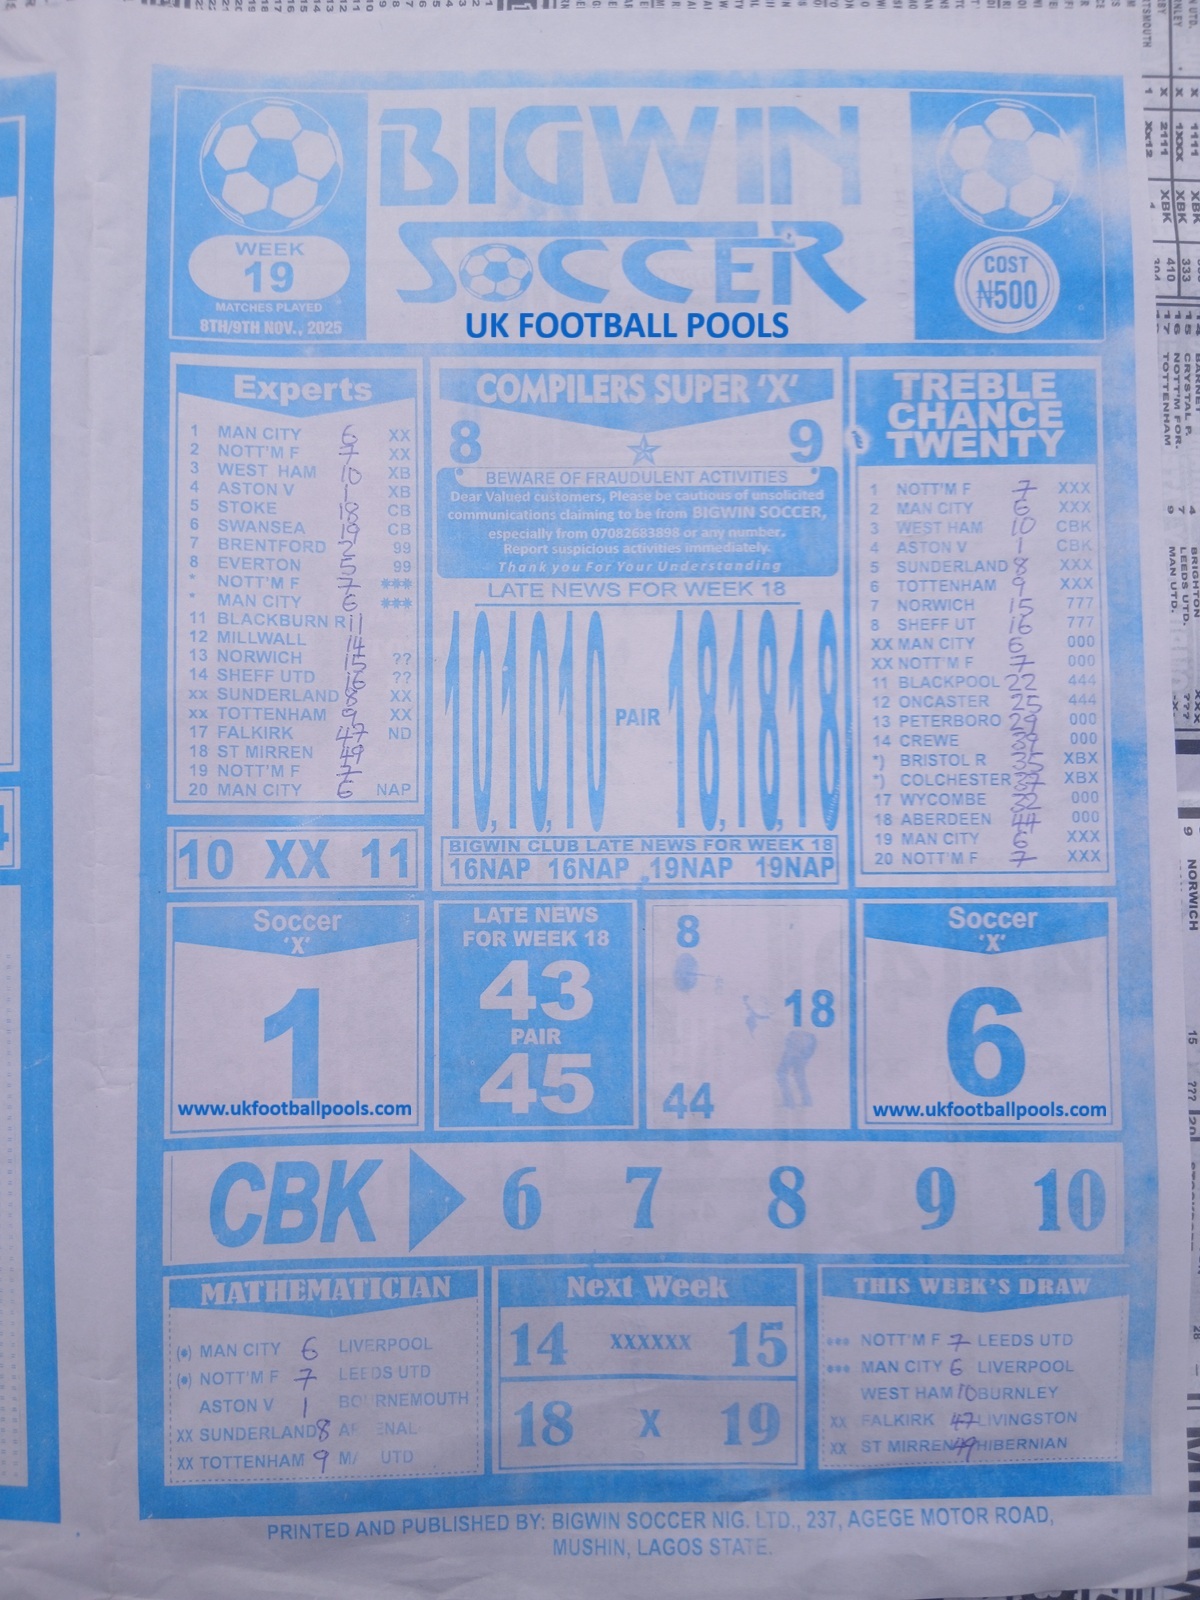 BIGWIN
SOCCER
UK FOOTBALL POOLS
WEEK
19
MATCHES PLAYED
8TH/9TH NOV., 2025
COST
₦500
Experts
1 MAN CITY 6 XX
2 NOTT'M F 7 XX
3 WEST HAM 10 XB
4 ASTON V 1 XB
5 STOKE 18 CB
6 SWANSEA 19 CB
7 BRENTFORD 2 99
8 EVERTON 5 99
* NOTT'M F 7 ***
* MAN CITY 6 ***
11 BLACKBURN R 11
12 MILLWALL 14
13 NORWICH 15 ??
14 SHEFF UTD 16 ??
xx SUNDERLAND 8 XX
xx TOTTENHAM 9 XX
17 FALKIRK 47 ND
18 ST MIRREN 49
19 NOTT'M F 7
20 MAN CITY 6 NAP
10 XX 11
COMPILERS SUPER 'X'
8 9
BEWARE OF FRAUDULENT ACTIVITIES
Dear Valued customers, Please be cautious of unsolicited
communications claiming to be from BIGWIN SOCCER,
especially from 07082683898 or any number.
Report suspicious activities immediately.
Thank you For Your Understanding
LATE NEWS FOR WEEK 18
10,10,10 PAIR 18,18,18
BIGWIN CLUB LATE NEWS FOR WEEK 18
16NAP 16NAP 19NAP 19NAP
TREBLE
CHANCE
TWENTY
1 NOTT'M F 7 XXX
2 MAN CITY 6 XXX
3 WEST HAM 10 CBK
4 ASTON V 1 CBK
5 SUNDERLAND 8 XXX
6 TOTTENHAM 9 XXX
7 NORWICH 15 777
8 SHEFF UT 16 777
XX MAN CITY 6 000
XX NOTT'M F 7 000
11 BLACKPOOL 22 444
12 ONCASTER 25 444
13 PETERBORO 29 000
14 CREWE 000
*) BRISTOL R 35 XBX
*) COLCHESTER 37 XBX
17 WYCOMBE 32 000
18 ABERDEEN 44 000
19 MAN CITY 6 XXX
20 NOTT'M F 7 XXX
Soccer
'X'
1
www.ukfootballpools.com
LATE NEWS
FOR WEEK 18
43
PAIR
45
8
18
44
Soccer
'X'
6
www.ukfootballpools.com
CBK 6 7 8 9 10
MATHEMATICIAN
(•) MAN CITY 6 LIVERPOOL
(•) NOTT'M F 7 LEEDS UTD
ASTON V 1 BOURNEMOUTH
XX SUNDERLAND 8 AR ENAL
XX TOTTENHAM 9 MA UTD
Next Week
14 XXXXXX 15
18 X 19
THIS WEEK'S DRAW
*** NOTT'M F 7 LEEDS UTD
*** MAN CITY 6 LIVERPOOL
WEST HAM 10 BURNLEY
XX FALKIRK 47 LIVINGSTON
XX ST MIRREN 49 HIBERNIAN
PRINTED AND PUBLISHED BY: BIGWIN SOCCER NIG. LTD., 237, AGEGE MOTOR ROAD,
MUSHIN, LAGOS STATE.